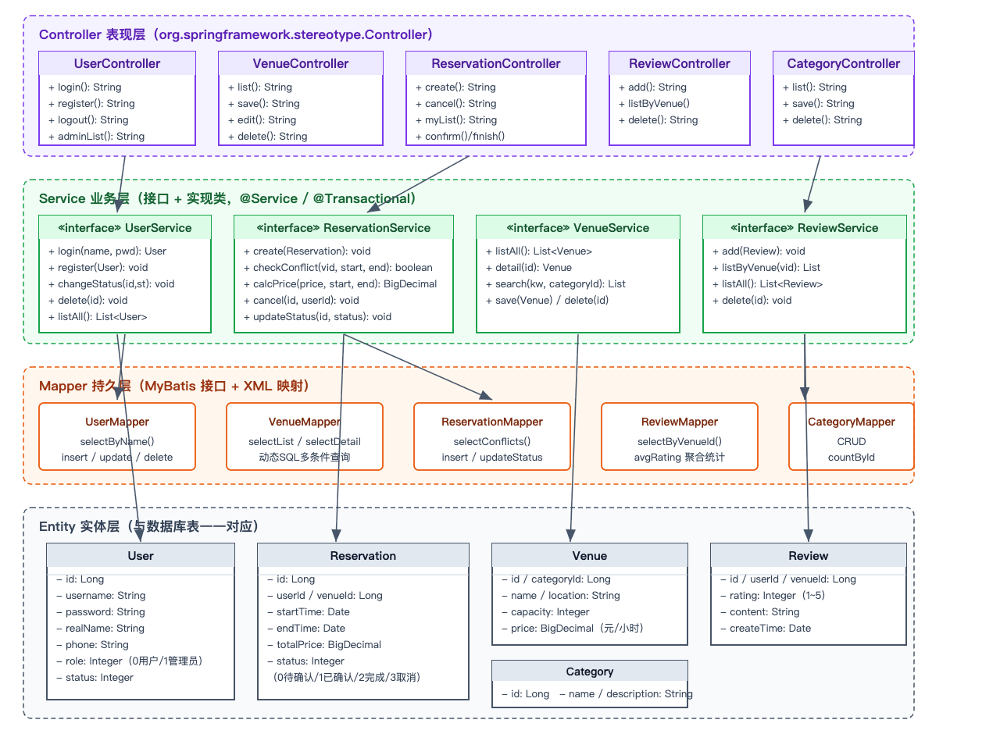 Controller 表现层（org.springframework.stereotype.Controller）
UserController
+ login(): String
+ register(): String
+ logout(): String
+ adminList(): String
VenueController
+ list(): String
+ save(): String
+ edit(): String
+ delete(): String
ReservationController
+ create(): String
+ cancel(): String
+ myList(): String
+ confirm()/finish()
ReviewController
+ add(): String
+ listByVenue()
+ delete(): String
CategoryController
+ list(): String
+ save(): String
+ delete(): String
Service 业务层（接口 + 实现类，@Service / @Transactional）
«interface» UserService
+ login(name, pwd): User
+ register(User): void
+ changeStatus(id,st): void
+ delete(id): void
+ listAll(): List<User>
«interface» ReservationService
+ create(Reservation): void
+ checkConflict(vid, start, end): boolean
+ calcPrice(price, start, end): BigDecimal
+ cancel(id, userId): void
+ updateStatus(id, status): void
«interface» VenueService
+ listAll(): List<Venue>
+ detail(id): Venue
+ search(kw, categoryId): List
+ save(Venue) / delete(id)
«interface» ReviewService
+ add(Review): void
+ listByVenue(vid): List
+ listAll(): List<Review>
+ delete(id): void
Mapper 持久层（MyBatis 接口 + XML 映射）
UserMapper
selectByName()
insert / update / delete
VenueMapper
selectList / selectDetail
动态SQL多条件查询
ReservationMapper
selectConflicts()
insert / updateStatus
ReviewMapper
selectByVenueId()
avgRating 聚合统计
CategoryMapper
CRUD
countById
Entity 实体层（与数据库表一一对应）
User
– id: Long
– username: String
– password: String
– realName: String
– phone: String
– role: Integer（0用户/1管理员）
– status: Integer
Reservation
– id: Long
– userId / venueId: Long
– startTime: Date
– endTime: Date
– totalPrice: BigDecimal
– status: Integer
（0待确认/1已确认/2完成/3取消）
Venue
– id / categoryId: Long
– name / location: String
– capacity: Integer
– price: BigDecimal（元/小时）
Review
– id / userId / venueId: Long
– rating: Integer（1~5）
– content: String
– createTime: Date
Category
– id: Long – name / description: String